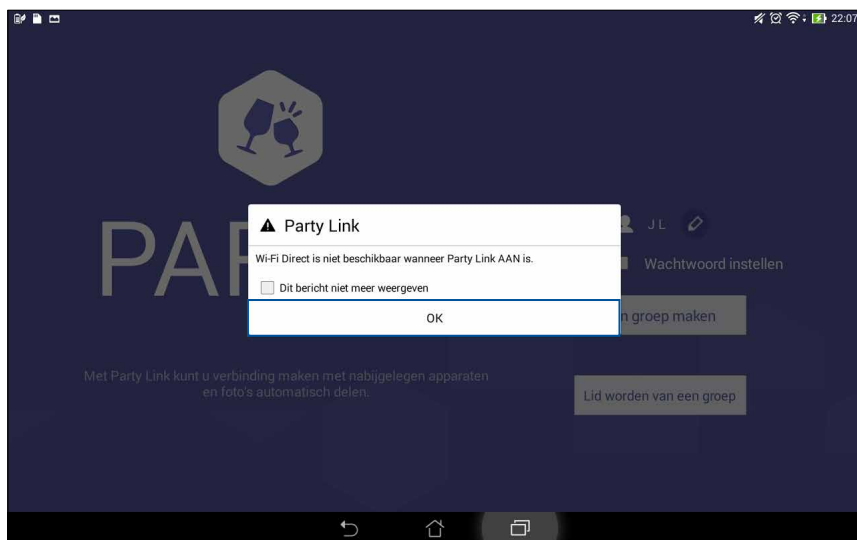 22:07
PA
Party Link
Wi-Fi Direct is niet beschikbaar wanneer Party Link AAN is.
Dit bericht niet meer weergeven
OK
J L
Wachtwoord instellen
n groep maken
Met Party Link kunt u verbinding maken met nabijgelegen apparaten
en foto's automatisch delen.
Lid worden van een groep